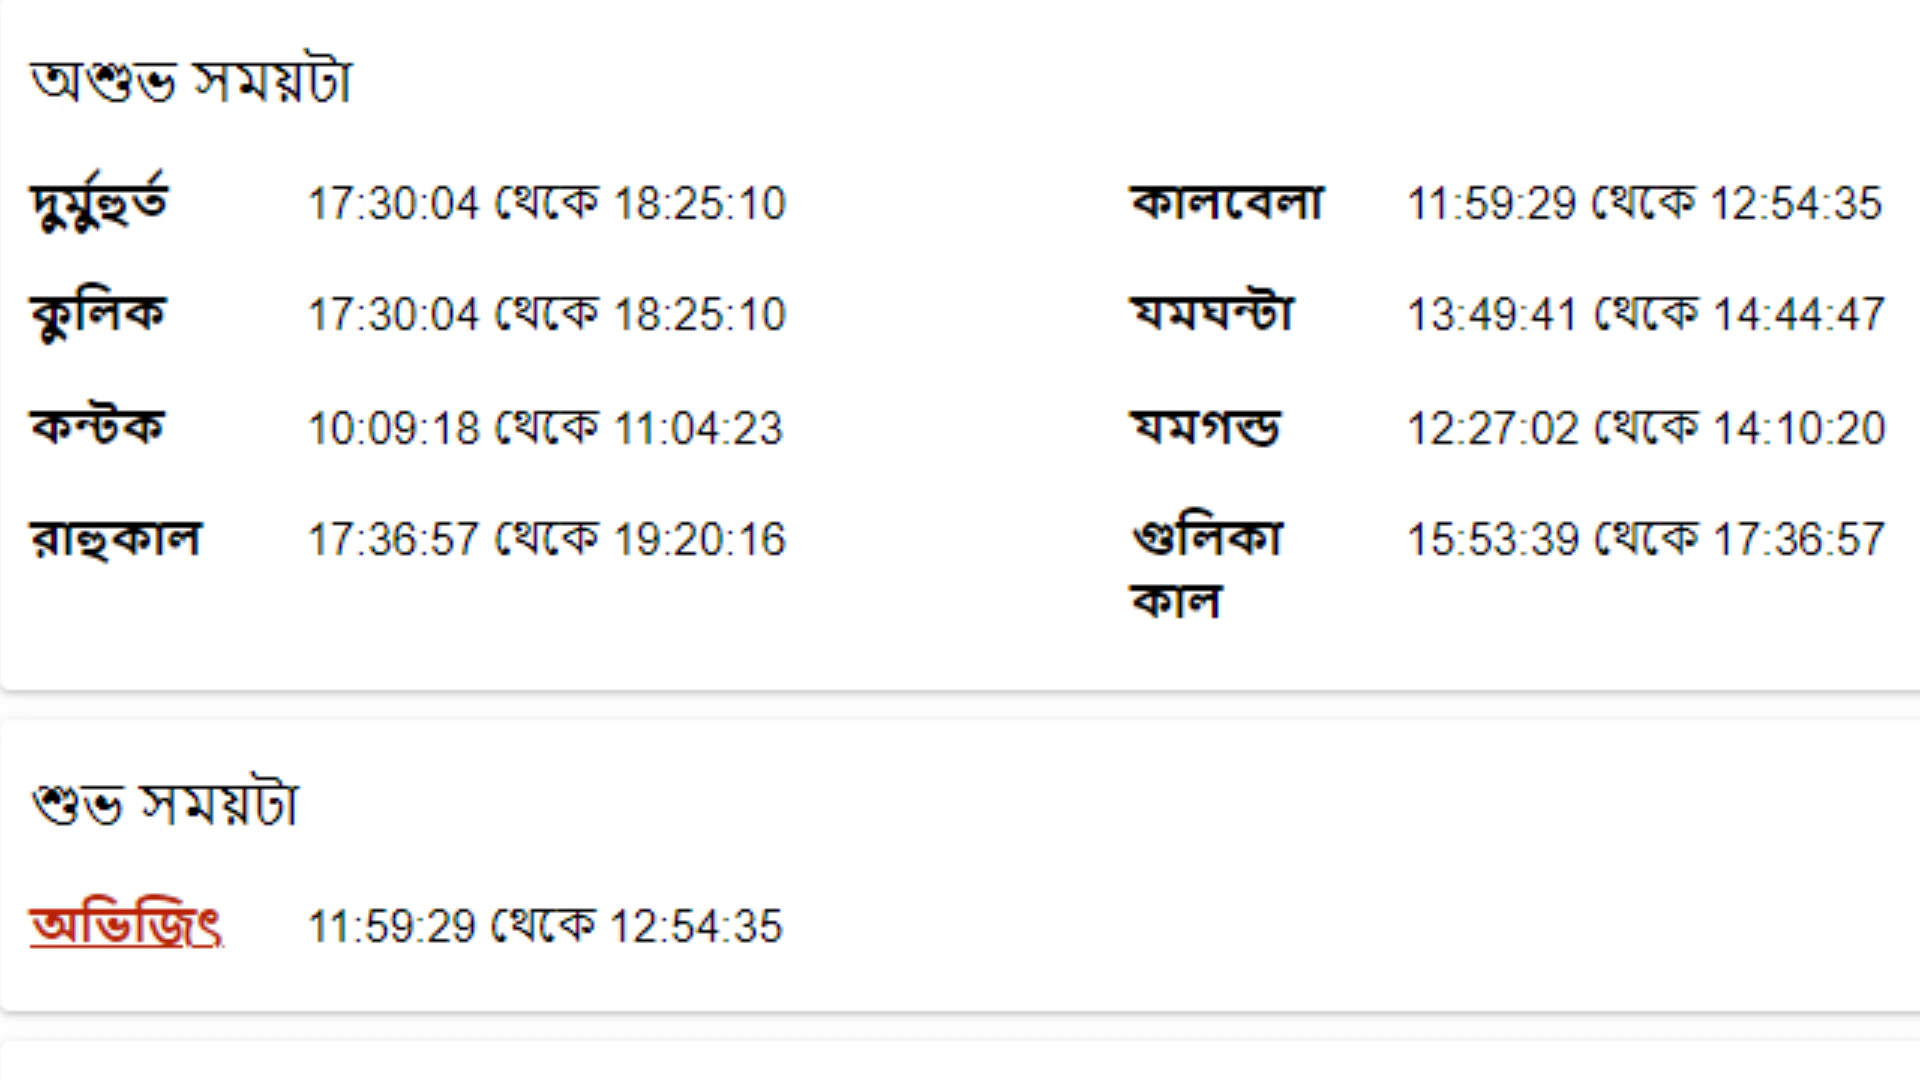 অশুভ সময়টা
দুর্মুহুর্ত 17:30:04 থেকে 18:25:10 কালবেলা 11:59:29 থেকে 12:54:35
কুলিক 17:30:04 থেকে 18:25:10 যমঘন্টা 13:49:41 থেকে 14:44:47
কন্টক 10:09:18 থেকে 11:04:23 যমগন্ড 12:27:02 থেকে 14:10:20
রাহুকাল 17:36:57 থেকে 19:20:16 গুলিকা 15:53:39 থেকে 17:36:57
কাল
শুভ সময়টা
অভিজিৎ 11:59:29 থেকে 12:54:35